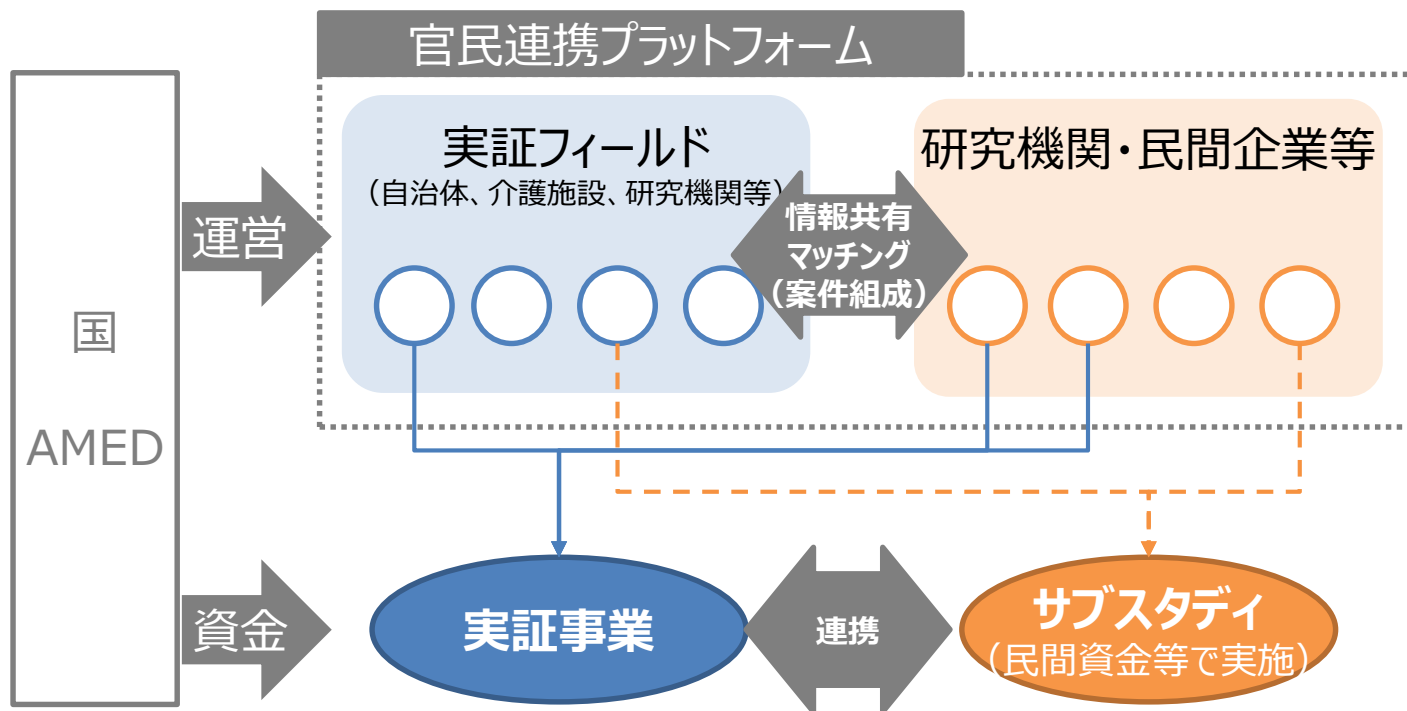 官民連携プラットフォーム
国
AMED
運営
実証フィールド
（自治体、介護施設、研究機関等）
情報共有
マッチング
（案件組成）
研究機関・民間企業等
資金
実証事業
連携
サブスタディ
（民間資金等で実施）